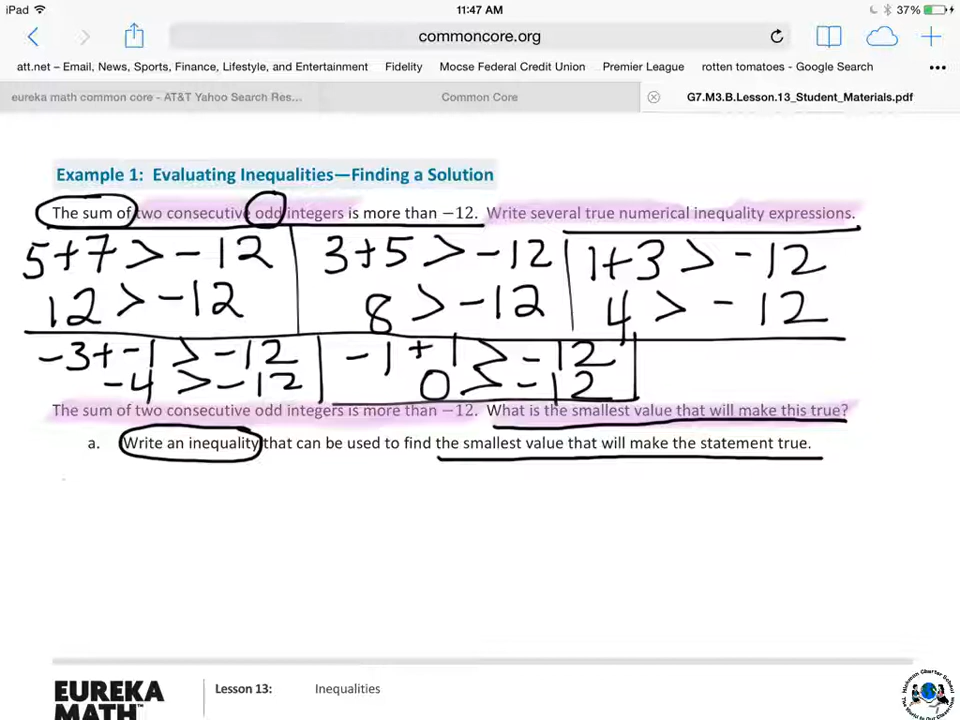 iPad 11:47 AM 37%
commoncore.org
att.net – Email, News, Sports, Finance, Lifestyle, and Entertainment Fidelity Mocse Federal Credit Union Premier League rotten tomatoes - Google Search
eureka math common core - AT&T Yahoo Search Res... Common Core G7.M3.B.Lesson.13_Student_Materials.pdf
Example 1: Evaluating Inequalities—Finding a Solution
The sum of two consecutive odd integers is more than −12. Write several true numerical inequality expressions.
5+7 > -12 3+5 > -12 1+3 > -12
12 > -12 8 > -12 4 > -12
-3+-1 > -12 -1+1 > -12
-4 > -12 0 > -12
The sum of two consecutive odd integers is more than −12. What is the smallest value that will make this true?
a. Write an inequality that can be used to find the smallest value that will make the statement true.
EUREKA
MATH
Lesson 13: Inequalities